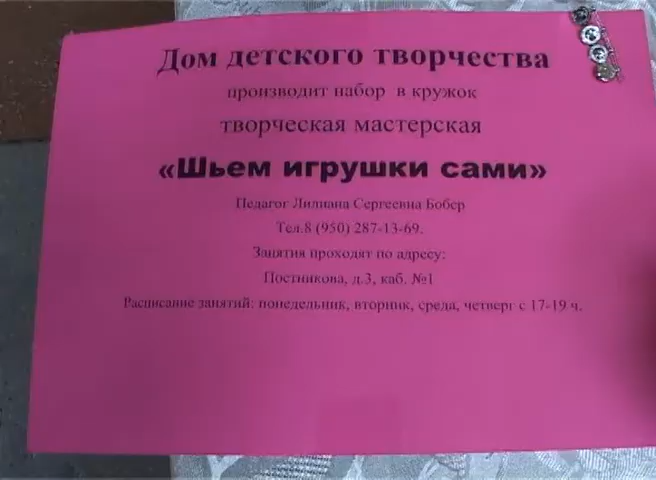 Дом детского творчества
производит набор в кружок
творческая мастерская
«Шьем игрушки сами»
Педагог Лилиана Сергеевна Бобер
Тел.8 (950) 287-13-69.
Занятия проходят по адресу:
Постникова, д.3, каб. №1
Расписание занятий: понедельник, вторник, среда, четверг с 17-19 ч.